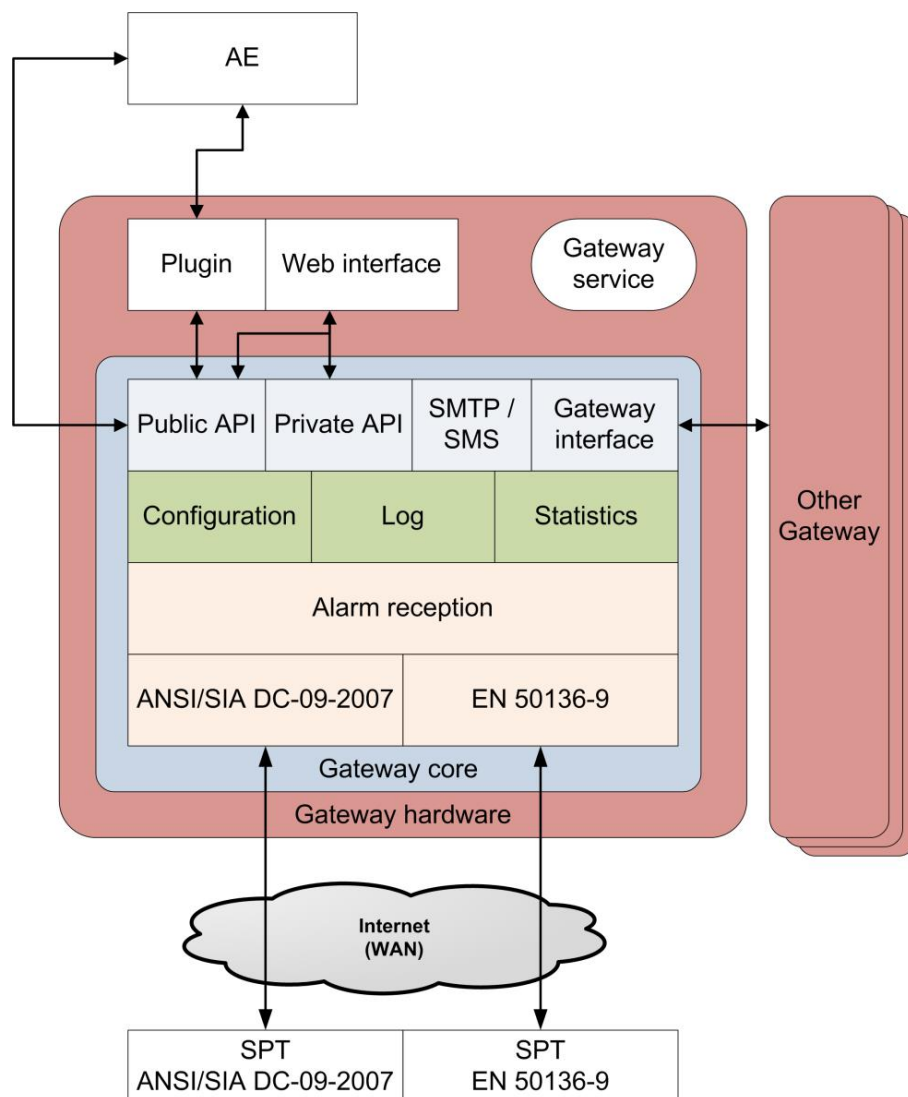 AE
Plugin
Web interface
Gateway
service
Public API
Private API
SMTP /
SMS
Gateway
interface
Configuration
Log
Statistics
Alarm reception
ANSI/SIA DC-09-2007
EN 50136-9
Gateway core
Gateway hardware
Other
Gateway
Internet
(WAN)
SPT
ANSI/SIA DC-09-2007
SPT
EN 50136-9